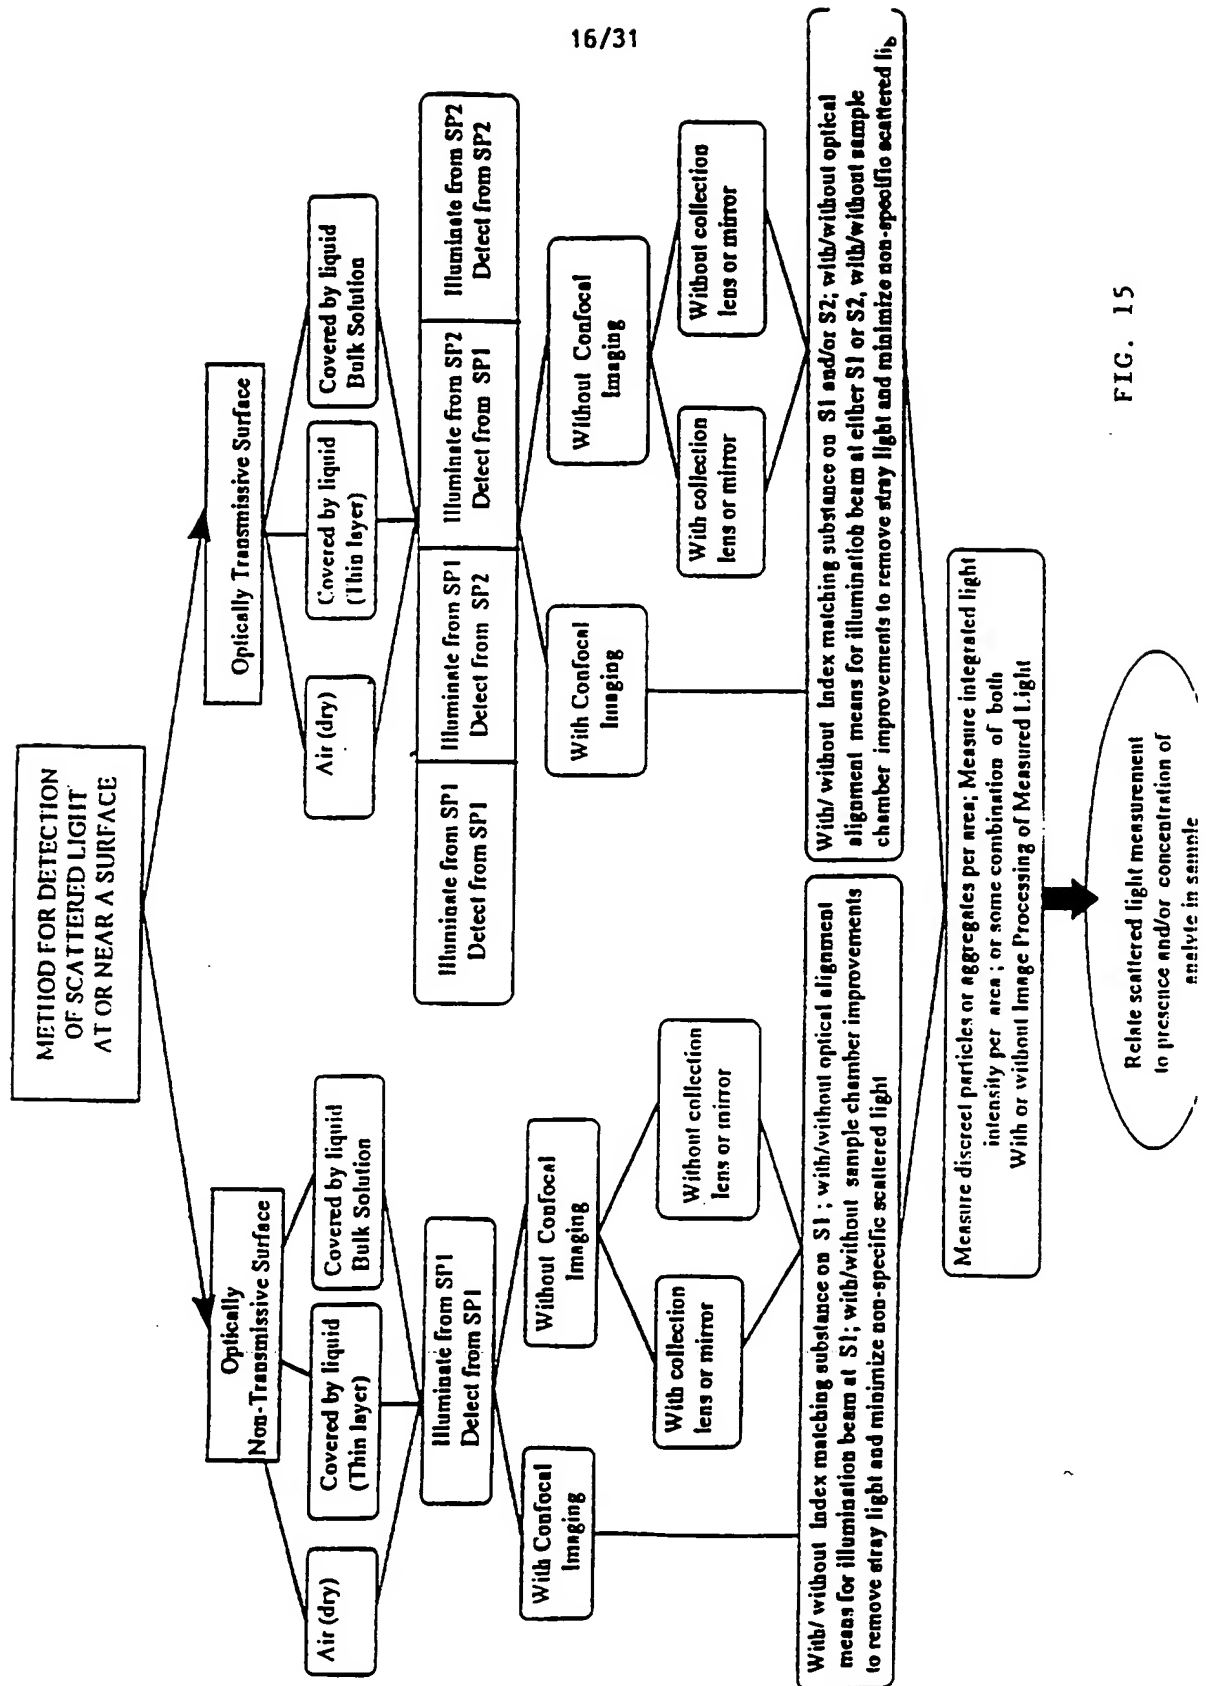 16/31
METHOD FOR DETECTION
OF SCATTERED LIGHT
AT OR NEAR A SURFACE
Optically
Non-Transmissive Surface
Optically Transmissive Surface
Air (dry)
Covered by liquid
(Thin layer)
Covered by liquid
Bulk Solution
Air (dry)
Covered by liquid
(Thin layer)
Covered by liquid
Bulk Solution
Illuminate from SP1
Detect from SP1
Illuminate from SP1
Detect from SP1
Illuminate from SP1
Detect from SP2
Illuminate from SP2
Detect from SP1
Illuminate from SP2
Detect from SP2
With Confocal
Imaging
Without Confocal
Imaging
With Confocal
Imaging
Without Confocal
Imaging
With collection
lens or mirror
Without collection
lens or mirror
With collection
lens or mirror
Without collection
lens or mirror
With/ without Index matching substance on S1 ; with/without optical alignment
means for illumination beam at S1; with/without sample chamber improvements
to remove stray light and minimize non-specific scattered light
With/ without Index matching substance on S1 and/or S2; with/without optical
alignment means for illumination beam at either S1 or S2, with/without sample
chamber improvements to remove stray light and minimize non-specific scattered
Measure discreet particles or aggregates per area; Measure integrated light
intensity per area ; or some combination of both
With or without Image Processing of Measured Light
Relate scattered light measurement
to presence and/or concentration of
analyte in sample
FIG. 15